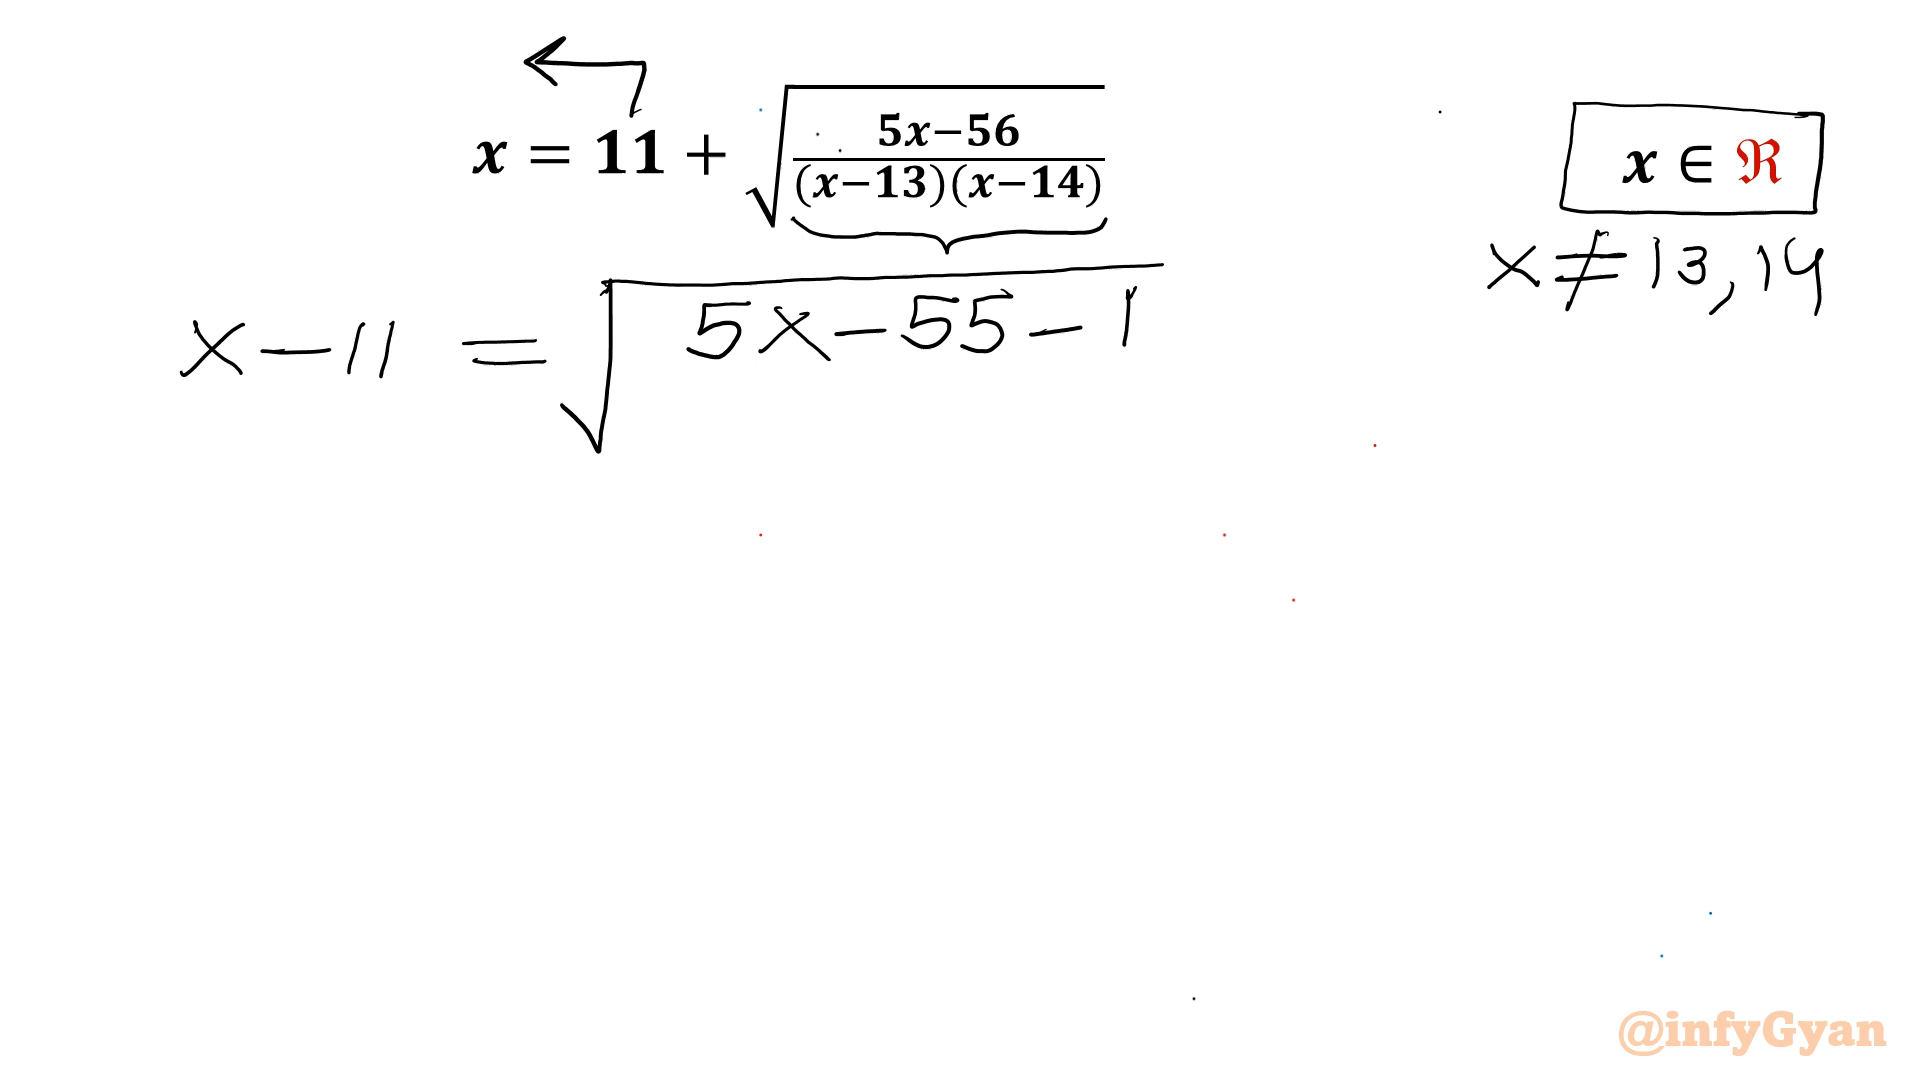 x = 11 + √((5x−56)/((x−13)(x−14)))
x ∈ ℜ
x ≠ 13, 14
x − 11 = √(5x − 55 − 1)
@infyGyan